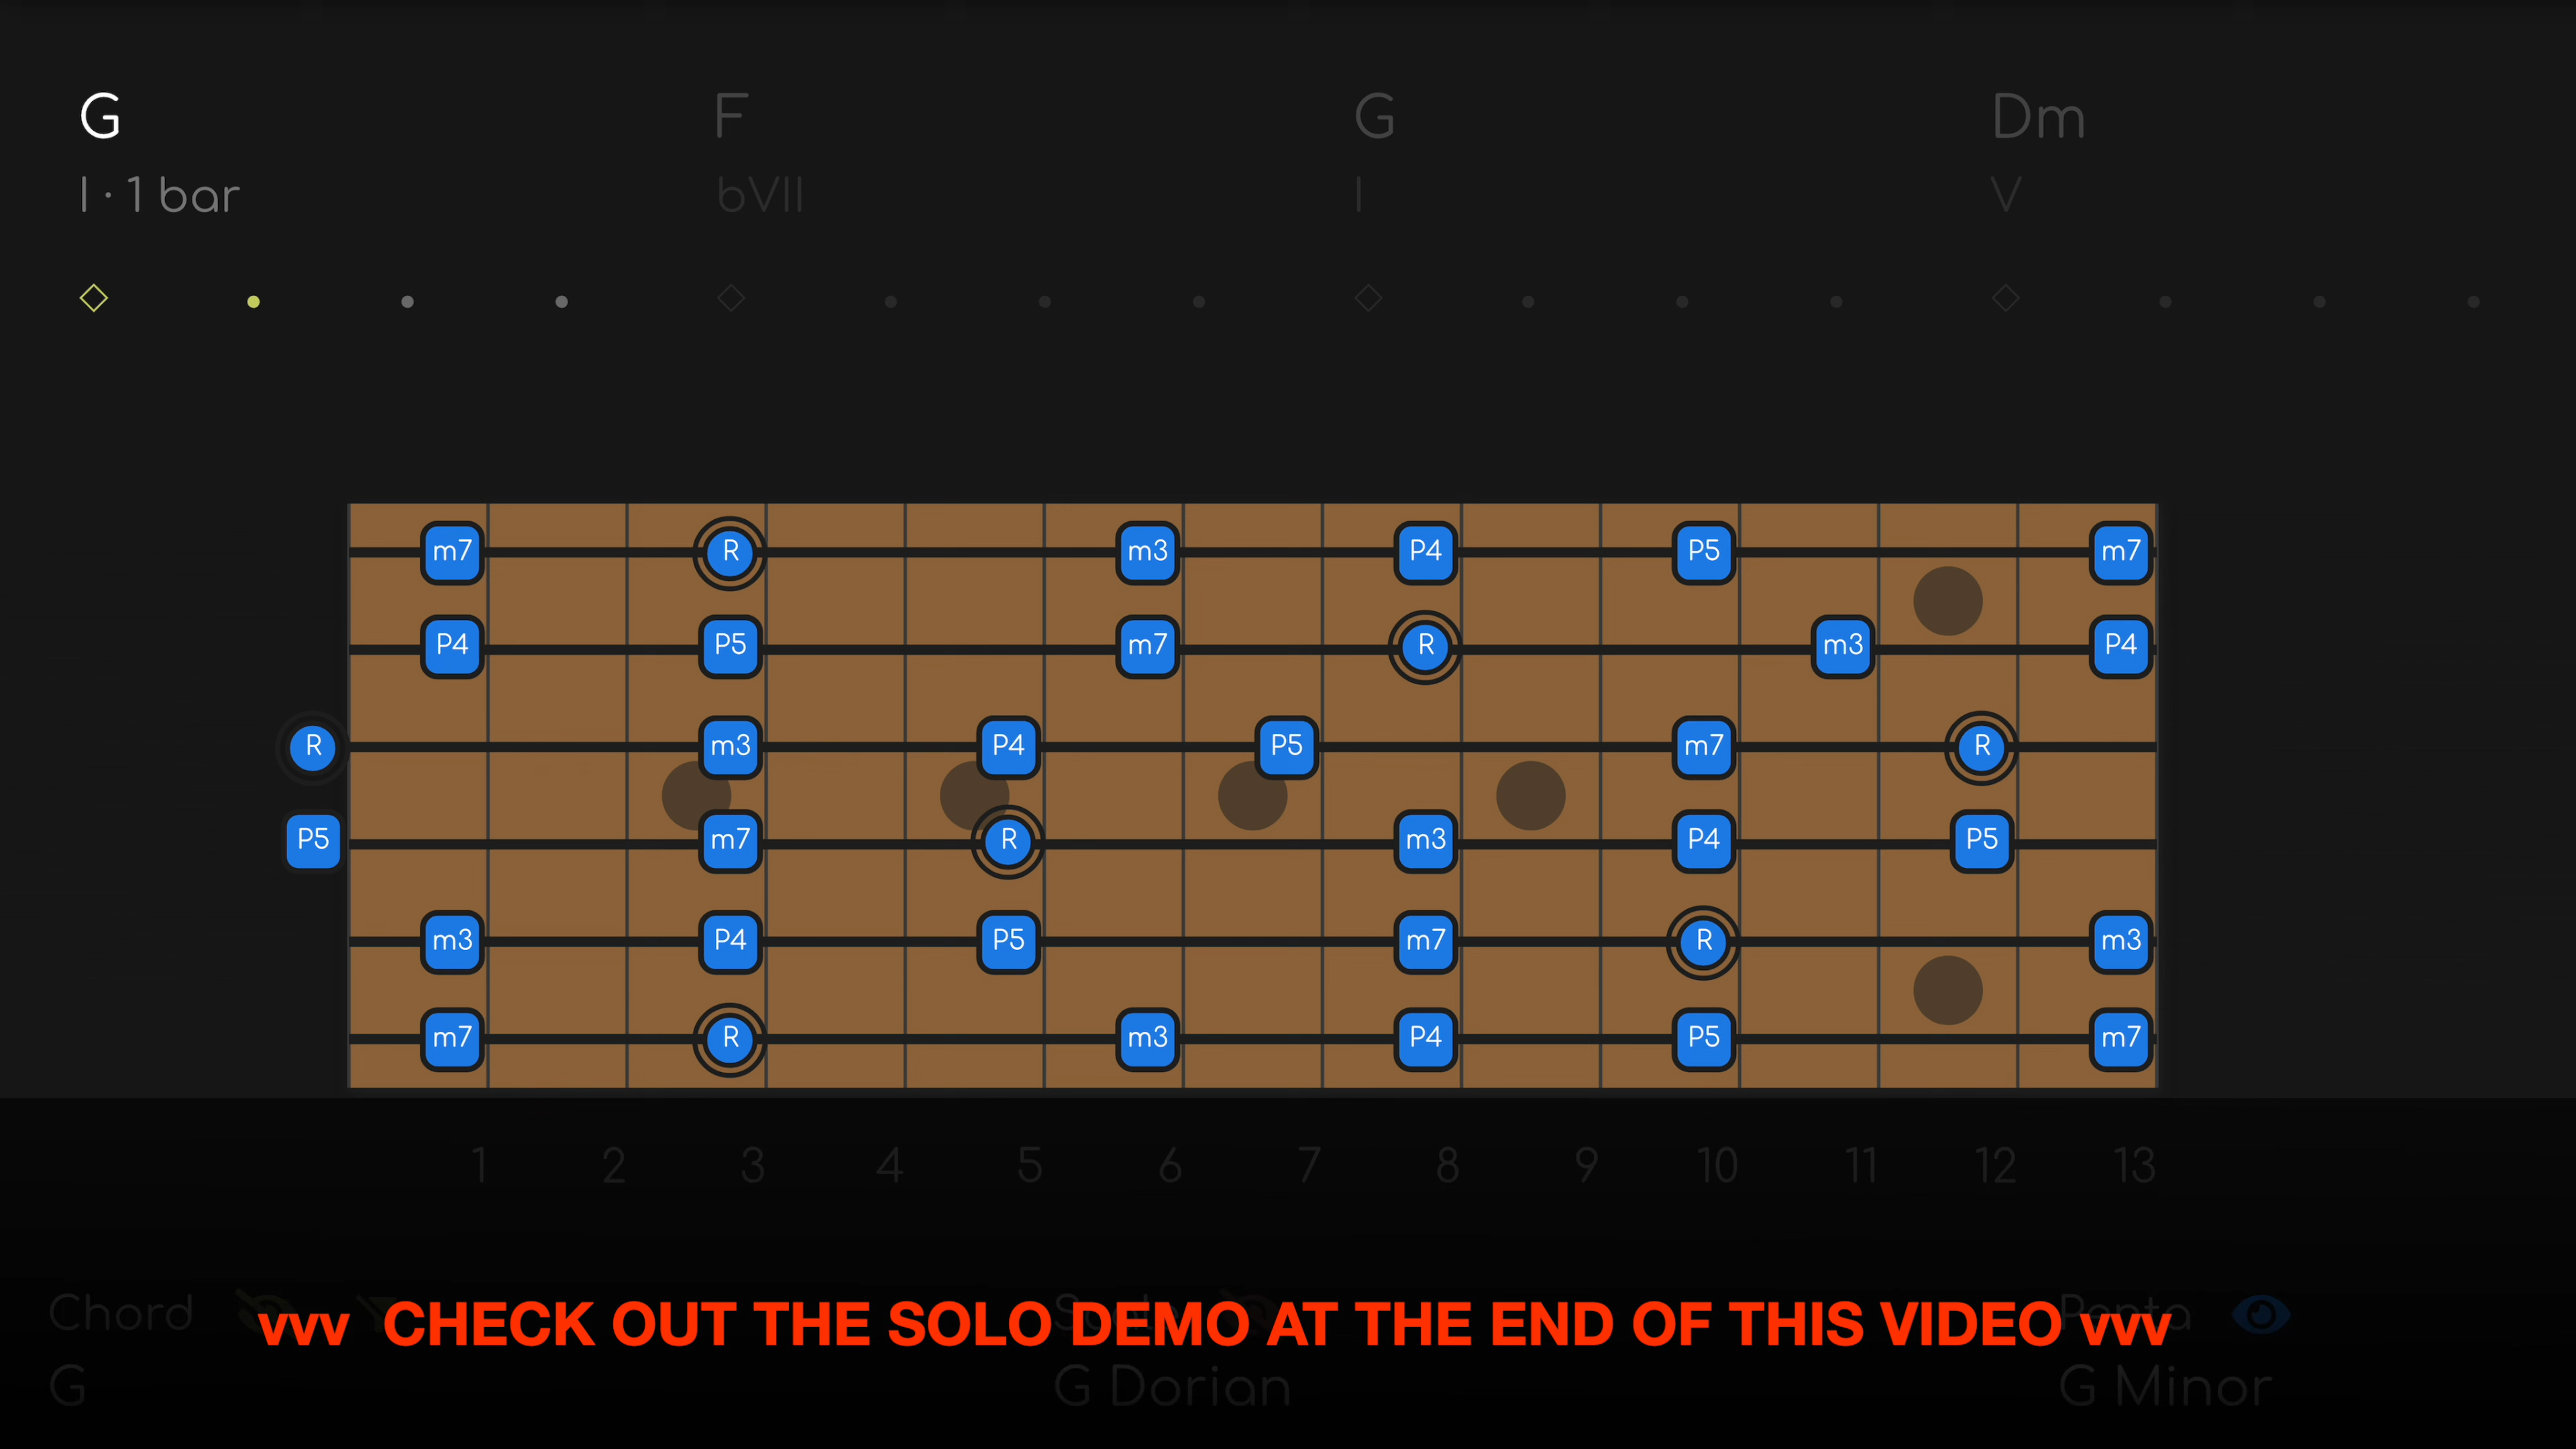 G F G Dm
I · 1 bar bVII I V
m7 R m3 P4 P5 m7
P4 P5 m7 R m3 P4
R m3 P4 P5 m7 R
P5 m7 R m3 P4 P5
m3 P4 P5 m7 R m3
m7 R m3 P4 P5 m7
1 2 3 4 5 6 7 8 9 10 11 12 13
Chord Penta
vvv CHECK OUT THE SOLO DEMO AT THE END OF THIS VIDEO vvv
G G Dorian G Minor